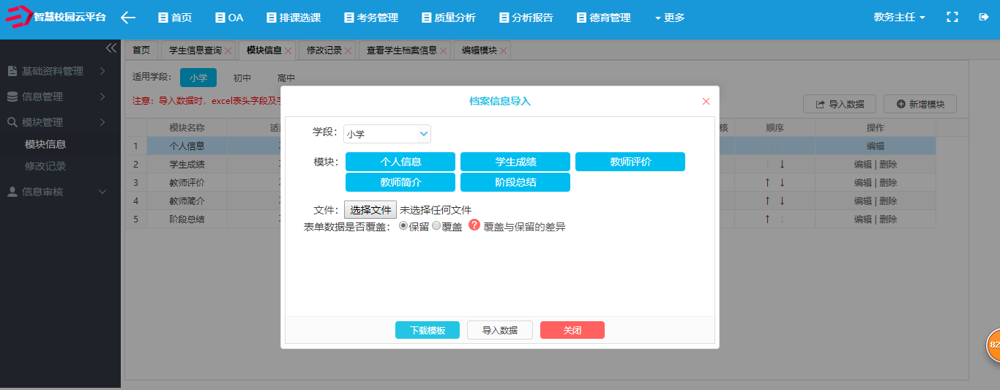 智慧校园云平台 首页 OA 排课选课 考务管理 质量分析 分析报告 德育管理 更多 教务主任
首页 学生信息查询 模块信息 修改记录 查看学生档案信息 编辑模块
基础资料管理
信息管理
模块管理
模块信息
修改记录
信息审核
适用学段： 小学 初中 高中
注意：导入数据时，excel表头字段及
导入数据 新增模块
模块名称 适 核 顺序 操作
1 个人信息 编辑
2 学生成绩 ↑ ↓ 编辑 | 删除
3 教师评价 ↑ ↓ 编辑 | 删除
4 教师简介 ↑ ↓ 编辑 | 删除
5 阶段总结 ↑ ↓ 编辑 | 删除
档案信息导入
学段： 小学
模块： 个人信息 学生成绩 教师评价
教师简介 阶段总结
文件： 选择文件 未选择任何文件
表单数据是否覆盖： 保留 覆盖 ? 覆盖与保留的差异
下载模板 导入数据 关闭
82